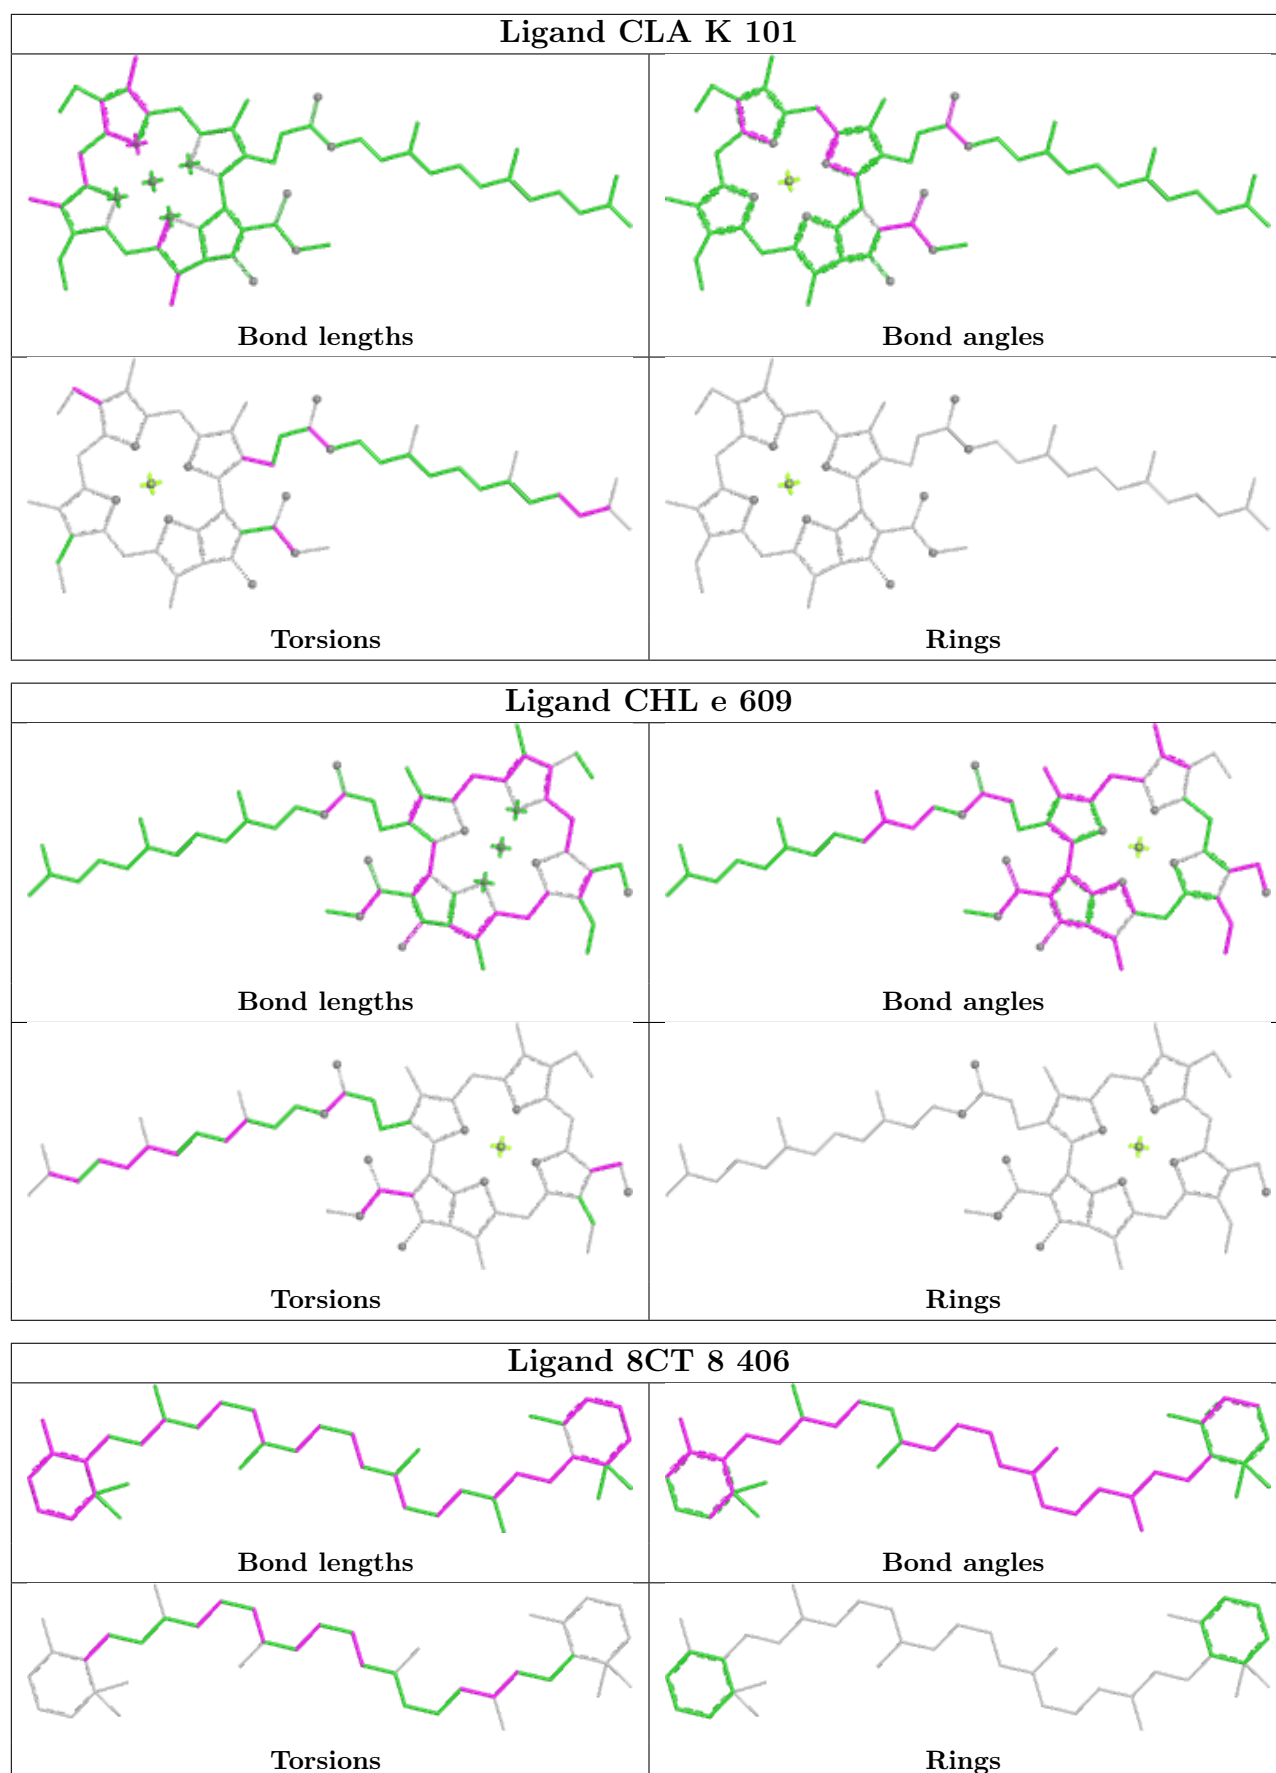 Ligand CLA K 101
Bond lengths
Bond angles
Torsions
Rings
Ligand CHL e 609
Bond lengths
Bond angles
Torsions
Rings
Ligand 8CT 8 406
Bond lengths
Bond angles
Torsions
Rings